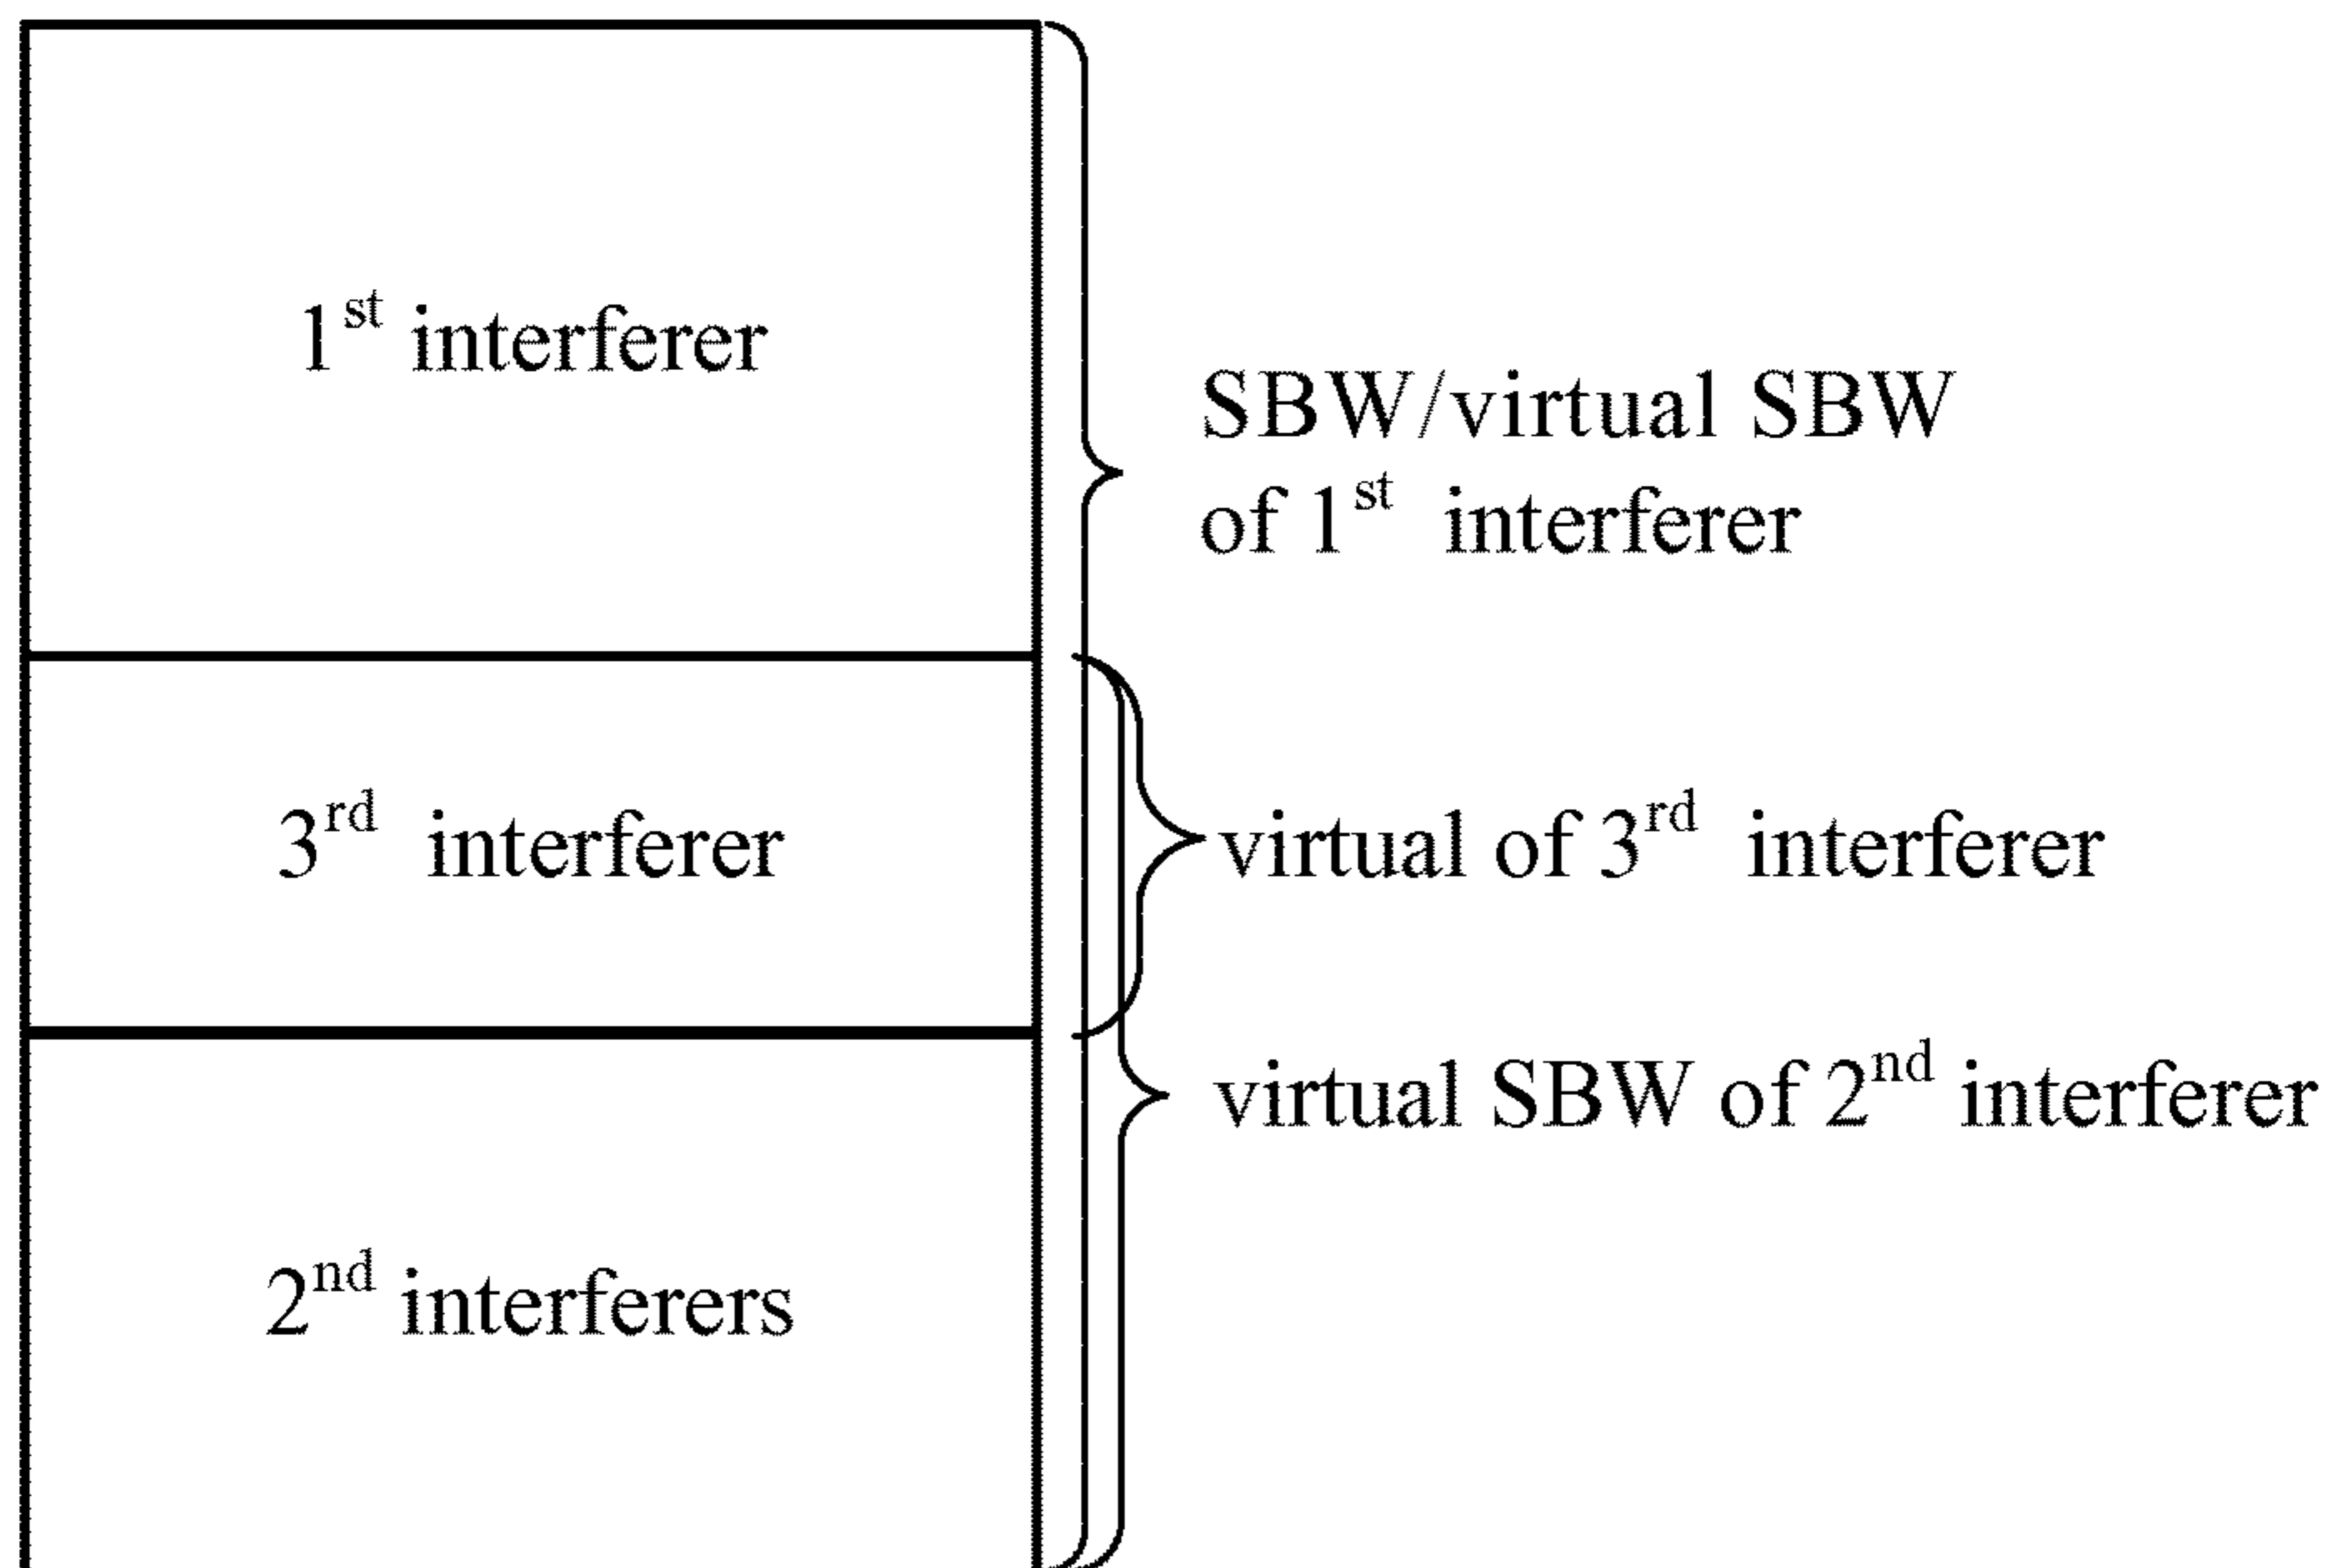 1st interferer
SBW/virtual SBW
of 1st interferer
3rd interferer
virtual of 3rd interferer
virtual SBW of 2nd interferer
2nd interferers